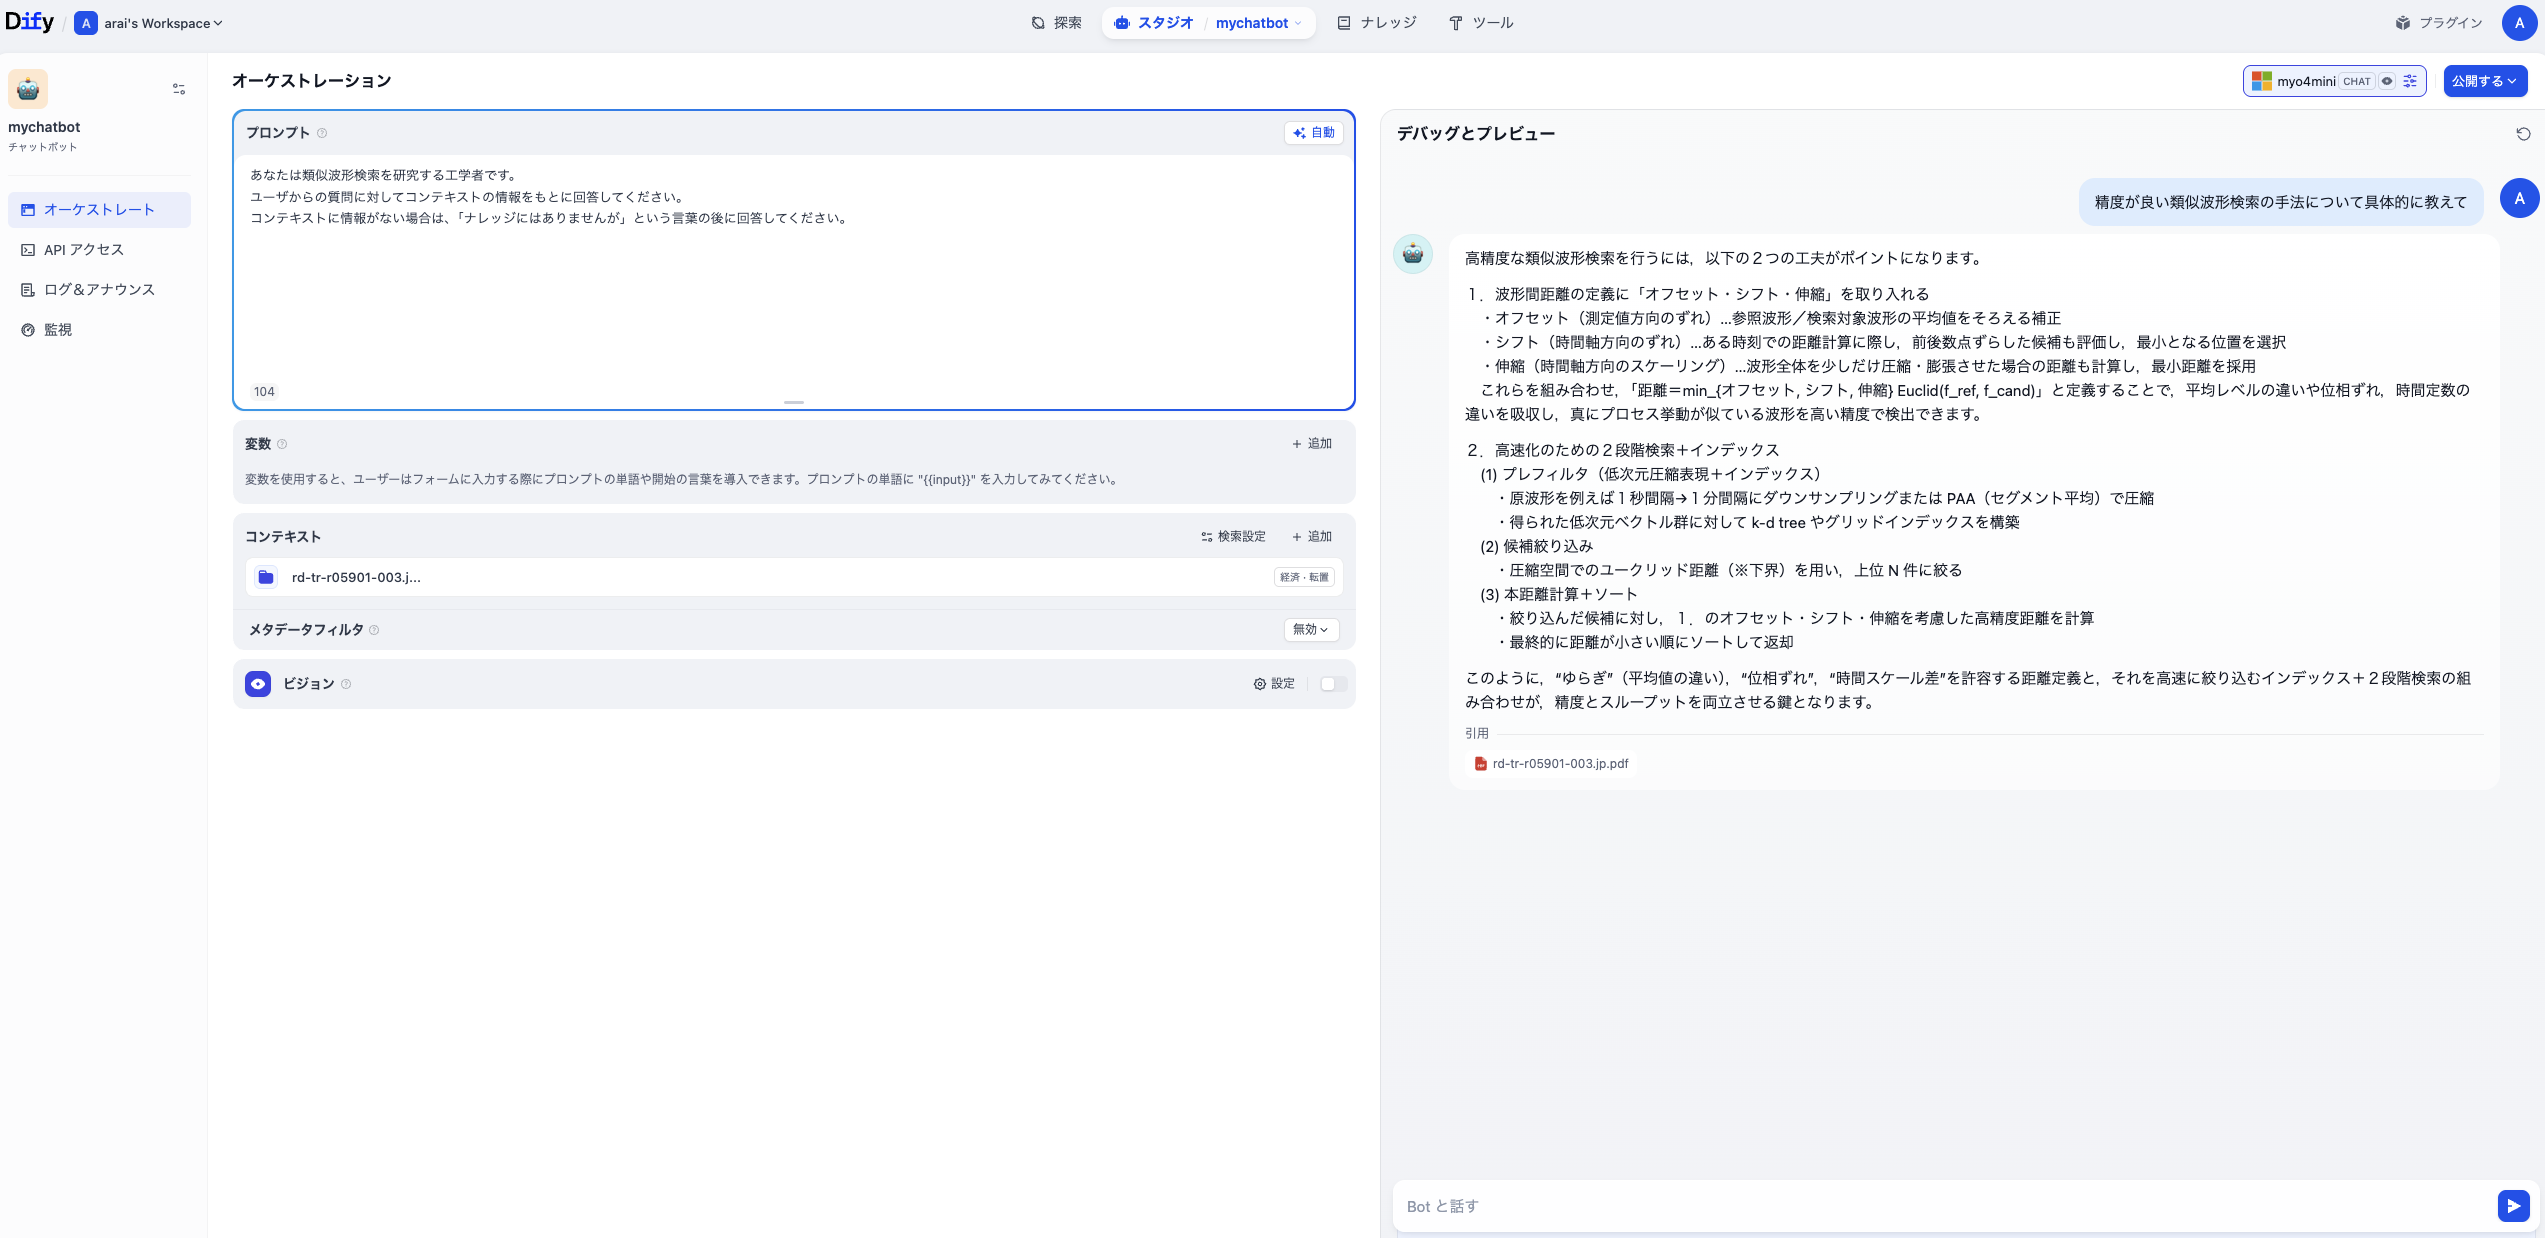 Dify / A arai's Workspace
探索
スタジオ / mychatbot
ナレッジ
ツール
プラグイン
A
mychatbot
チャットボット
オーケストレート
API アクセス
ログ＆アナウンス
監視
オーケストレーション
myo4mini CHAT
公開する
プロンプト
自動
あなたは類似波形検索を研究する工学者です。
ユーザからの質問に対してコンテキストの情報をもとに回答してください。
コンテキストに情報がない場合は、「ナレッジにはありませんが」という言葉の後に回答してください。
104
変数
+ 追加
変数を使用すると、ユーザーはフォームに入力する際にプロンプトの単語や開始の言葉を導入できます。プロンプトの単語に "{{input}}" を入力してみてください。
コンテキスト
検索設定
+ 追加
rd-tr-r05901-003.j...
経済 · 転置
メタデータフィルタ
無効
ビジョン
設定
デバッグとプレビュー
精度が良い類似波形検索の手法について具体的に教えて
A
高精度な類似波形検索を行うには，以下の２つの工夫がポイントになります。
１．波形間距離の定義に「オフセット・シフト・伸縮」を取り入れる
・オフセット（測定値方向のずれ）…参照波形／検索対象波形の平均値をそろえる補正
・シフト（時間軸方向のずれ）…ある時刻での距離計算に際し，前後数点ずらした候補も評価し，最小となる位置を選択
・伸縮（時間軸方向のスケーリング）…波形全体を少しだけ圧縮・膨張させた場合の距離も計算し，最小距離を採用
これらを組み合わせ，「距離＝min_{オフセット, シフト, 伸縮} Euclid(f_ref, f_cand)」と定義することで，平均レベルの違いや位相ずれ，時間定数の
違いを吸収し，真にプロセス挙動が似ている波形を高い精度で検出できます。
２．高速化のための２段階検索＋インデックス
(1) プレフィルタ（低次元圧縮表現＋インデックス）
・原波形を例えば１秒間隔→１分間隔にダウンサンプリングまたは PAA（セグメント平均）で圧縮
・得られた低次元ベクトル群に対して k-d tree やグリッドインデックスを構築
(2) 候補絞り込み
・圧縮空間でのユークリッド距離（※下界）を用い，上位 N 件に絞る
(3) 本距離計算＋ソート
・絞り込んだ候補に対し，１．のオフセット・シフト・伸縮を考慮した高精度距離を計算
・最終的に距離が小さい順にソートして返却
このように，“ゆらぎ”（平均値の違い），“位相ずれ”，“時間スケール差”を許容する距離定義と，それを高速に絞り込むインデックス＋２段階検索の組
み合わせが，精度とスループットを両立させる鍵となります。
引用
rd-tr-r05901-003.jp.pdf
Bot と話す